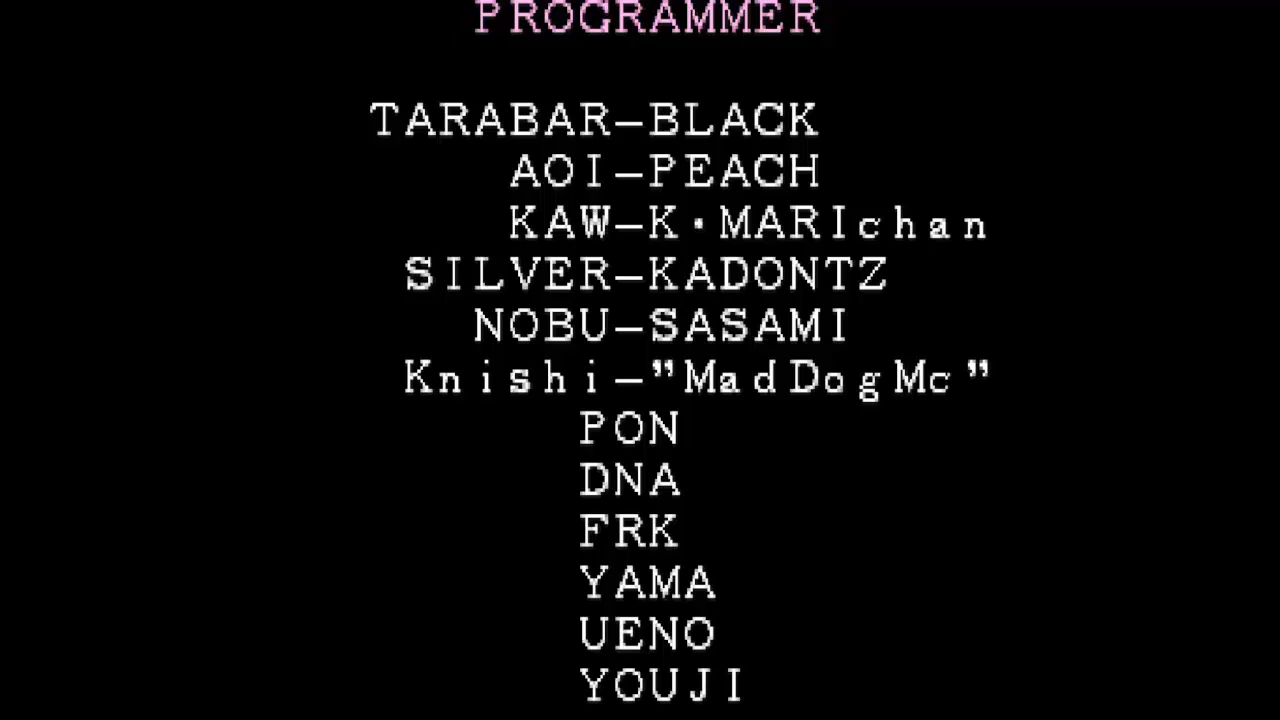 PROGRAMMER
TARABAR–BLACK
AOI–PEACH
KAW–K·MARIchan
SILVER–KADONTZ
NOBU–SASAMI
Knishi–"MadDogMc"
PON
DNA
FRK
YAMA
UENO
YOUJI